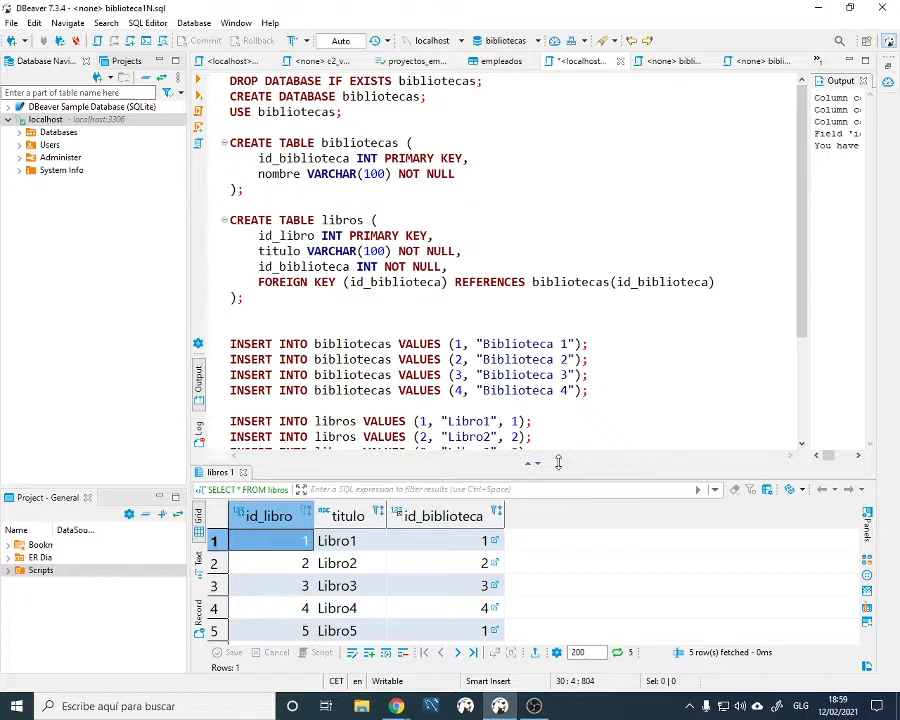 DBeaver 7.3.4 - <none> biblioteca1N.sql
File Edit Navigate Search SQL Editor Database Window Help
Commit Rollback Auto localhost bibliotecas
Database Navi... Projects
<localhost>... <none> c2_v... proyectos_em... empleados *<localhost... <none> bibli... <none> bibli... Output
Enter a part of table name here
DBeaver Sample Database (SQLite)
localhost - localhost:3306
Databases
Users
Administer
System Info
DROP DATABASE IF EXISTS bibliotecas;
CREATE DATABASE bibliotecas;
USE bibliotecas;
CREATE TABLE bibliotecas (
id_biblioteca INT PRIMARY KEY,
nombre VARCHAR(100) NOT NULL
);
CREATE TABLE libros (
id_libro INT PRIMARY KEY,
titulo VARCHAR(100) NOT NULL,
id_biblioteca INT NOT NULL,
FOREIGN KEY (id_biblioteca) REFERENCES bibliotecas(id_biblioteca)
);
INSERT INTO bibliotecas VALUES (1, "Biblioteca 1");
INSERT INTO bibliotecas VALUES (2, "Biblioteca 2");
INSERT INTO bibliotecas VALUES (3, "Biblioteca 3");
INSERT INTO bibliotecas VALUES (4, "Biblioteca 4");
INSERT INTO libros VALUES (1, "Libro1", 1);
INSERT INTO libros VALUES (2, "Libro2", 2);
Output
Log
Column c
Column c
Column c
Field 'i
You have
libros 1
SELECT * FROM libros Enter a SQL expression to filter results (use Ctrl+Space)
Grid
Text
Record
Panels
id_libro titulo id_biblioteca
1 1 Libro1 1
2 2 Libro2 2
3 3 Libro3 3
4 4 Libro4 4
5 5 Libro5 1
Save Cancel Script 200 5 5 row(s) fetched - 0ms
Rows: 1
Project - General
Name DataSou...
Bookm
ER Dia
Scripts
CET en Writable Smart Insert 30 : 4 : 804 Sel: 0 | 0
Escribe aquí para buscar
GLG 18:59
12/02/2021